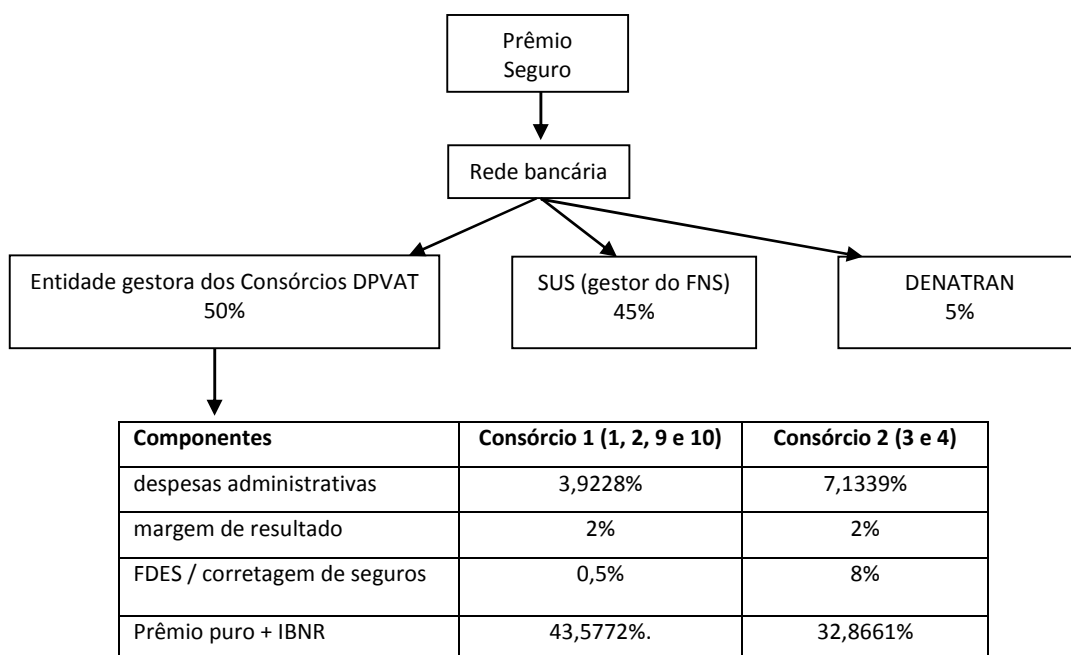 Prêmio
Seguro
Rede bancária
Entidade gestora dos Consórcios DPVAT
50%
SUS (gestor do FNS)
45%
DENATRAN
5%
Componentes Consórcio 1 (1, 2, 9 e 10) Consórcio 2 (3 e 4)
despesas administrativas 3,9228% 7,1339%
margem de resultado 2% 2%
FDES / corretagem de seguros 0,5% 8%
Prêmio puro + IBNR 43,5772%. 32,8661%